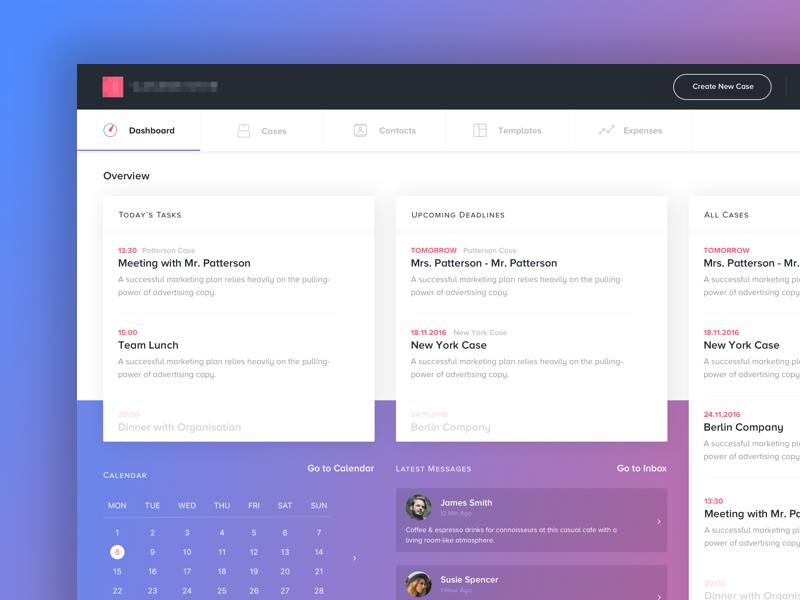 Create New Case
Dashboard
Cases
Contacts
Templates
Expenses
Overview
TODAY'S TASKS
13:30 Patterson Case
Meeting with Mr. Patterson
A successful marketing plan relies heavily on the pulling-
power of advertising copy.
15:00
Team Lunch
A successful marketing plan relies heavily on the pulling-
power of advertising copy.
20:00
Dinner with Organisation
UPCOMING DEADLINES
TOMORROW Patterson Case
Mrs. Patterson - Mr. Patterson
A successful marketing plan relies heavily on the pulling-
power of advertising copy.
18.11.2016 New York Case
New York Case
A successful marketing plan relies heavily on the pulling-
power of advertising copy.
24.11.2016
Berlin Company
ALL CASES
TOMORROW
Mrs. Patterson - Mr.
A successful marketing
power of advertising
18.11.2016
New York Case
A successful marketing
power of advertising
24.11.2016
Berlin Company
A successful marketing
power of advertising
13:30
Meeting with Mr.
A successful marketing
power of advertising
20:00
Dinner with
CALENDAR
Go to Calendar
MON TUE WED THU FRI SAT SUN
1 2 3 4 5 6 7
8 9 10 11 12 13 14
15 16 17 18 19 20 21
22 23 24 25 26 27 28
LATEST MESSAGES
Go to Inbox
James Smith
12 Min Ago
Coffee & espresso drinks for connoisseurs at this casual cafe with a
living room-like atmosphere.
Susie Spencer
1 Hour Ago